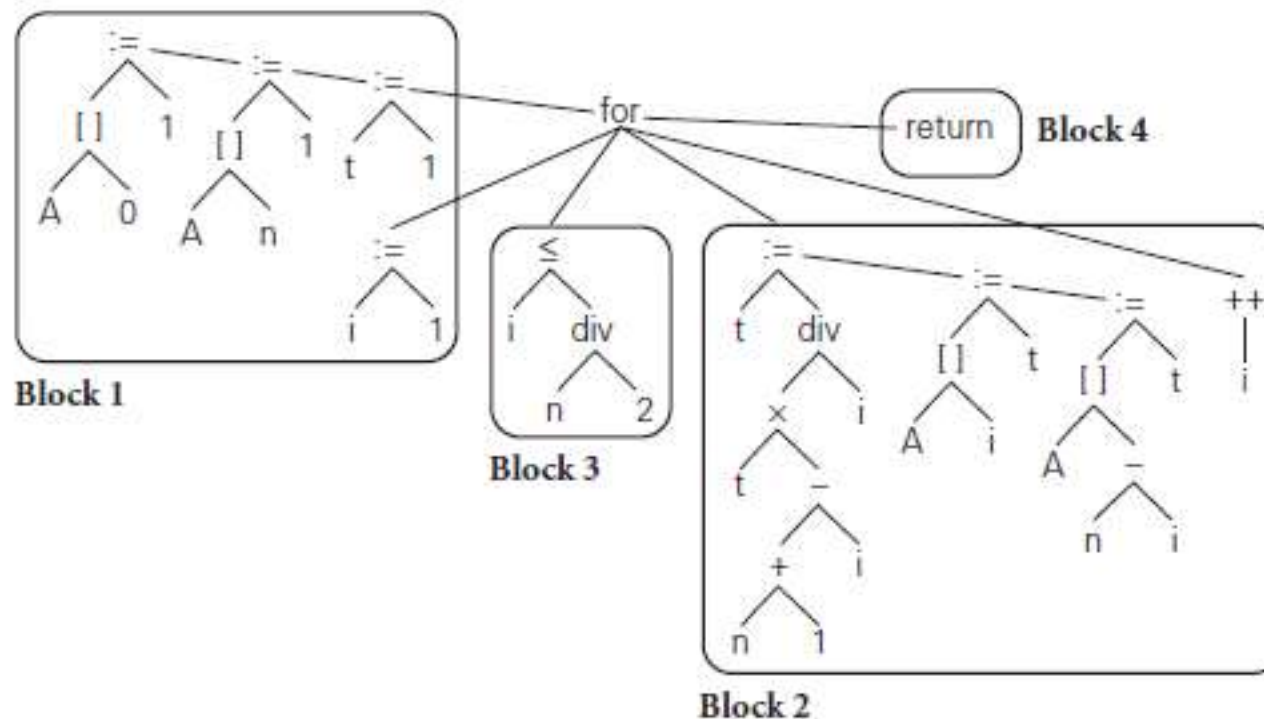 := := :=
for
return Block 4
[ ] 1 [ ] 1 t 1
A 0 A n
:= ≤ := := := ++
i 1 i div t div [ ] t [ ] t i
Block 1
n 2 × i A i A −
Block 3
t − n i
+ i
n 1
Block 2